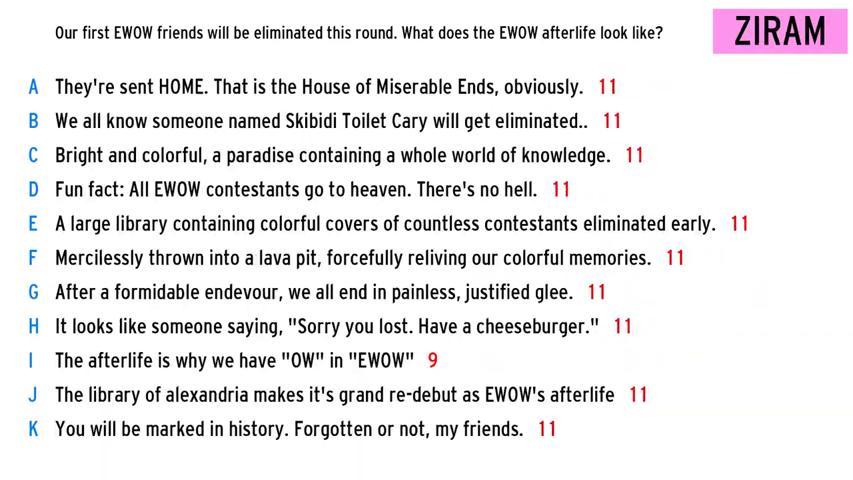 Our first EWOW friends will be eliminated this round. What does the EWOW afterlife look like?
ZIRAM
A They're sent HOME. That is the House of Miserable Ends, obviously. 11
B We all know someone named Skibidi Toilet Cary will get eliminated.. 11
C Bright and colorful, a paradise containing a whole world of knowledge. 11
D Fun fact: All EWOW contestants go to heaven. There's no hell. 11
E A large library containing colorful covers of countless contestants eliminated early. 11
F Mercilessly thrown into a lava pit, forcefully reliving our colorful memories. 11
G After a formidable endevour, we all end in painless, justified glee. 11
H It looks like someone saying, "Sorry you lost. Have a cheeseburger." 11
I The afterlife is why we have "OW" in "EWOW" 9
J The library of alexandria makes it's grand re-debut as EWOW's afterlife 11
K You will be marked in history. Forgotten or not, my friends. 11